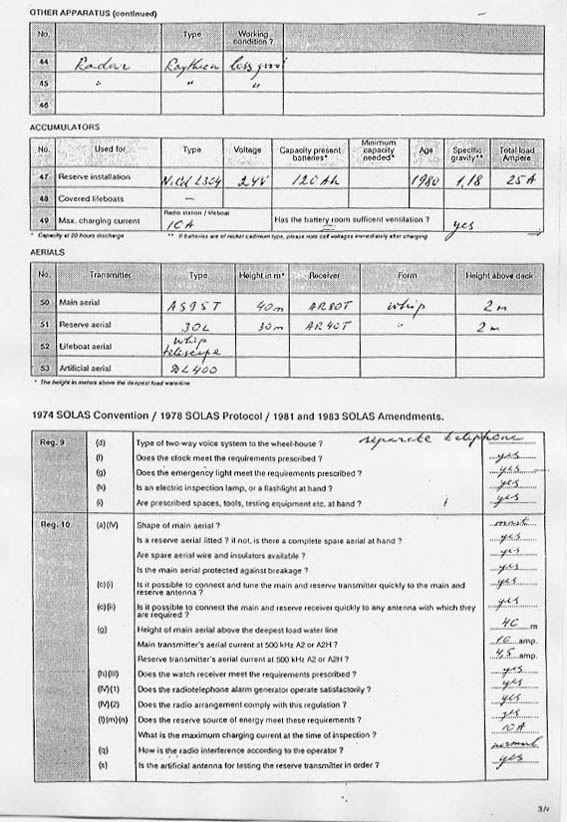 OTHER APPARATUS (continued)
No. Type Working condition ?
44 Radar Raytheon
45 " " "
46
ACCUMULATORS
No. Used for Type Voltage Capacity present batteries* Minimum capacity needed* Age Specific gravity** Total load Ampere
47 Reserve installation 24V 120Ah 1980 1,18 25A
48 Covered lifeboats –
49 Max. charging current Radio station / lifeboat 10A Has the battery room sufficent ventilation ? yes
* Capacity at 20 hours discharge ** If batteries are of nickel cadmium type, please note cell voltages immediately after charging
AERIALS
No. Transmitter Type Height in m* Receiver Form Height above deck
50 Main aerial AS95T 40m AR80T whip 2m
51 Reserve aerial 30L 30m AR40T " 2m
52 Lifeboat aerial whip
53 Artificial aerial
* The height in meters above the deepest load waterline
1974 SOLAS Convention / 1978 SOLAS Protocol / 1981 and 1983 SOLAS Amendments.
Reg. 9 (d) Type of two-way voice system to the wheel-house ? separate telephone
(f) Does the clock meet the requirements prescribed ? yes
(g) Does the emergency light meet the requirements prescribed ? yes
(h) Is an electric inspection lamp, or a flashlight at hand ? yes
(i) Are prescribed spaces, tools, testing equipment etc. at hand ? yes
Reg. 10 (a)(IV) Shape of main aerial ? mast
Is a reserve aerial fitted ? if not, is there a complete spare aerial at hand ? yes
Are spare aerial wire and insulators available ? yes
Is the main aerial protected against breakage ? yes
(c)(i) Is it possible to connect and tune the main and reserve transmitter quickly to the main and reserve antenna ? yes
(c)(ii) Is it possible to connect the main and reserve receiver quickly to any antenna with which they are required ? yes
(g) Height of main aerial above the deepest load water line 40 m
Main transmitter's aerial current at 500 kHz A2 or A2H ? 10 amp.
Reserve transmitter's aerial current at 500 kHz A2 or A2H ? 4,5 amp.
(h)(iii) Does the watch receiver meet the requirements prescribed ? yes
(IV)(1) Does the radiotelephone alarm generator operate satisfactorily ? yes
(IV)(2) Does the radio arrangement comply with this regulation ? yes
(l)(m)(n) Does the reserve source of energy meet these requirements ? yes
What is the maximum charging current at the time of inspection ? 10A
(q) How is the radio interference according to the operator ? normal
(s) Is the artificial antenna for testing the reserve transmitter in order ? yes